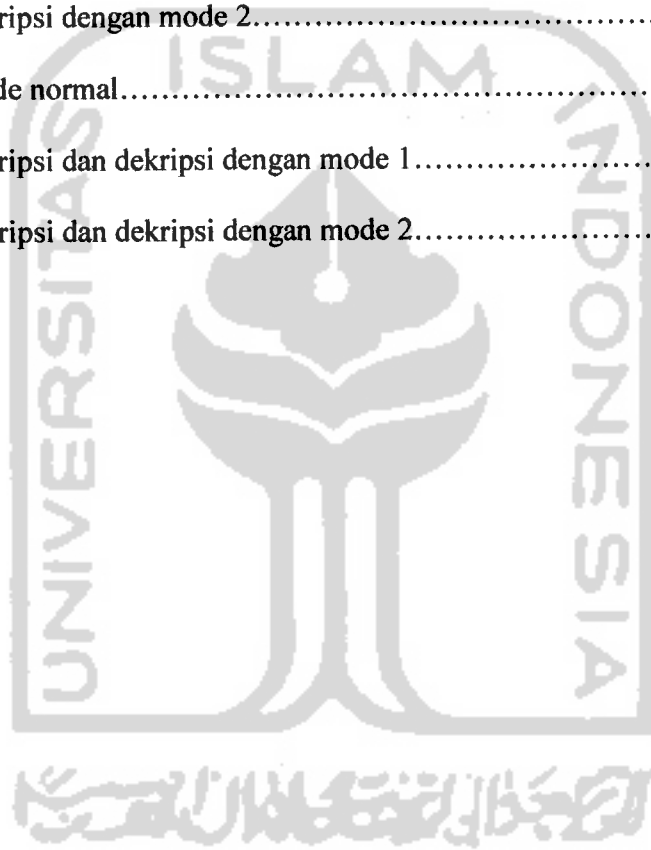 ripsi dengan mode 2..........................................
de normal.......................................................
ripsi dan dekripsi dengan mode 1........................
ripsi dan dekripsi dengan mode 2........................
ISLAM
UNIVERSITAS
INDONESIA